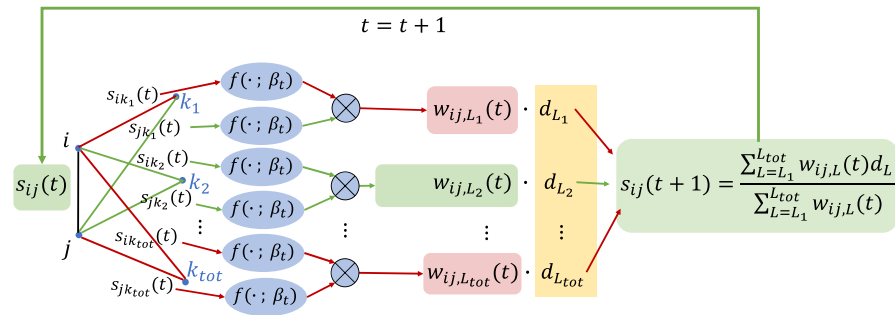 t = t + 1
s_{ik_1}(t) f(· ; β_t)
k_1
w_{ij,L_1}(t) · d_{L_1}
s_{jk_1}(t) f(· ; β_t)
i
s_{ik_2}(t) f(· ; β_t)
s_{ij}(t)
k_2
w_{ij,L_2}(t) · d_{L_2}
s_{ij}(t + 1) = \frac{\sum_{L=L_1}^{L_{tot}} w_{ij,L}(t) d_L}{\sum_{L=L_1}^{L_{tot}} w_{ij,L}(t)}
s_{jk_2}(t) f(· ; β_t)
⋮ ⋮ ⋮ ⋮
j
s_{ik_{tot}}(t) f(· ; β_t)
k_{tot}
w_{ij,L_{tot}}(t) · d_{L_{tot}}
s_{jk_{tot}}(t) f(· ; β_t)